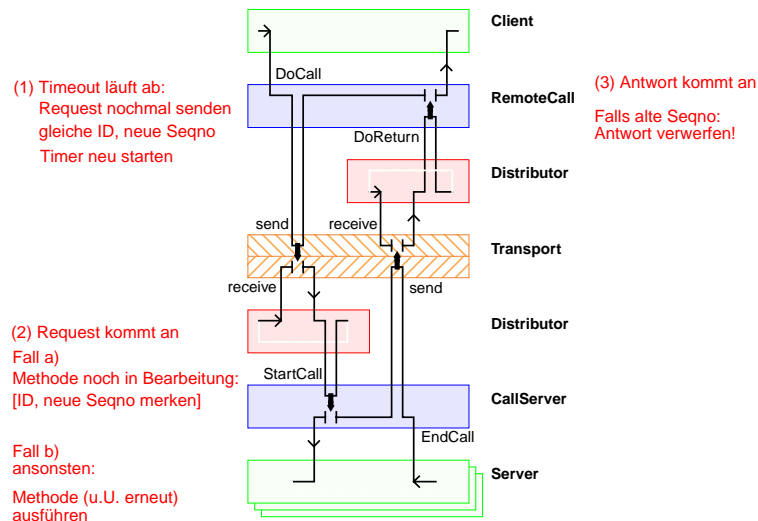 Client
(1) Timeout läuft ab:
Request nochmal senden
gleiche ID, neue Seqno
Timer neu starten
DoCall
RemoteCall
(3) Antwort kommt an
Falls alte Seqno:
Antwort verwerfen!
DoReturn
Distributor
send
receive
Transport
receive
send
(2) Request kommt an
Fall a)
Methode noch in Bearbeitung:
[ID, neue Seqno merken]
Distributor
StartCall
CallServer
EndCall
Fall b)
ansonsten:
Methode (u.U. erneut)
ausführen
Server